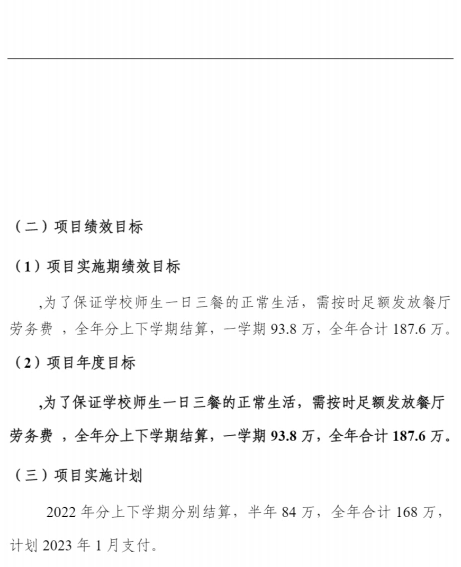 （二）项目绩效目标
（1）项目实施期绩效目标
,为了保证学校师生一日三餐的正常生活，需按时足额发放餐厅
劳务费 ，全年分上下学期结算，一学期 93.8 万，全年合计 187.6 万。
（2）项目年度目标
,为了保证学校师生一日三餐的正常生活，需按时足额发放餐厅
劳务费 ，全年分上下学期结算，一学期 93.8 万，全年合计 187.6 万。
（三）项目实施计划
2022 年分上下学期分别结算，半年 84 万，全年合计 168 万，
计划 2023 年 1 月支付。